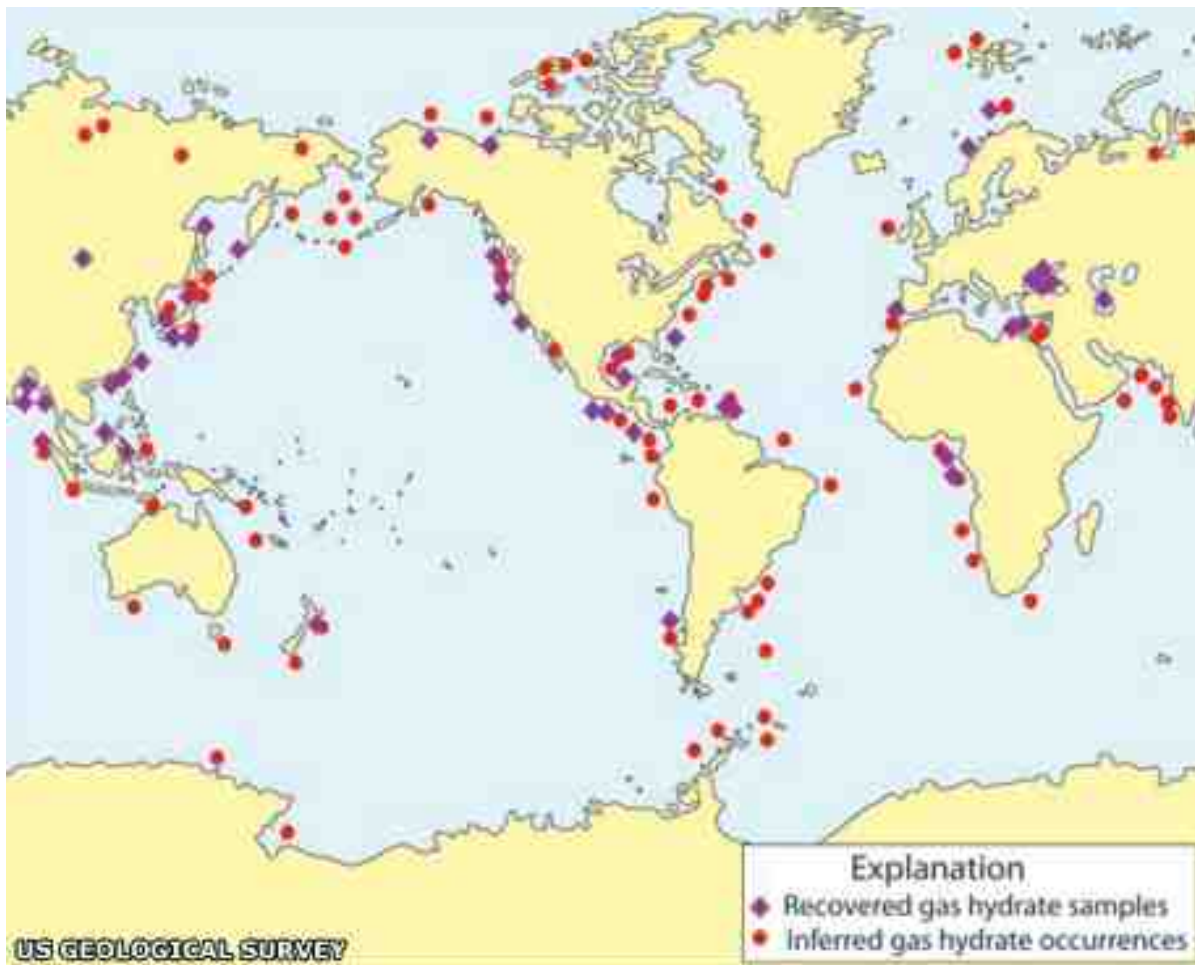 Explanation
Recovered gas hydrate samples
Inferred gas hydrate occurrences
US GEOLOGICAL SURVEY